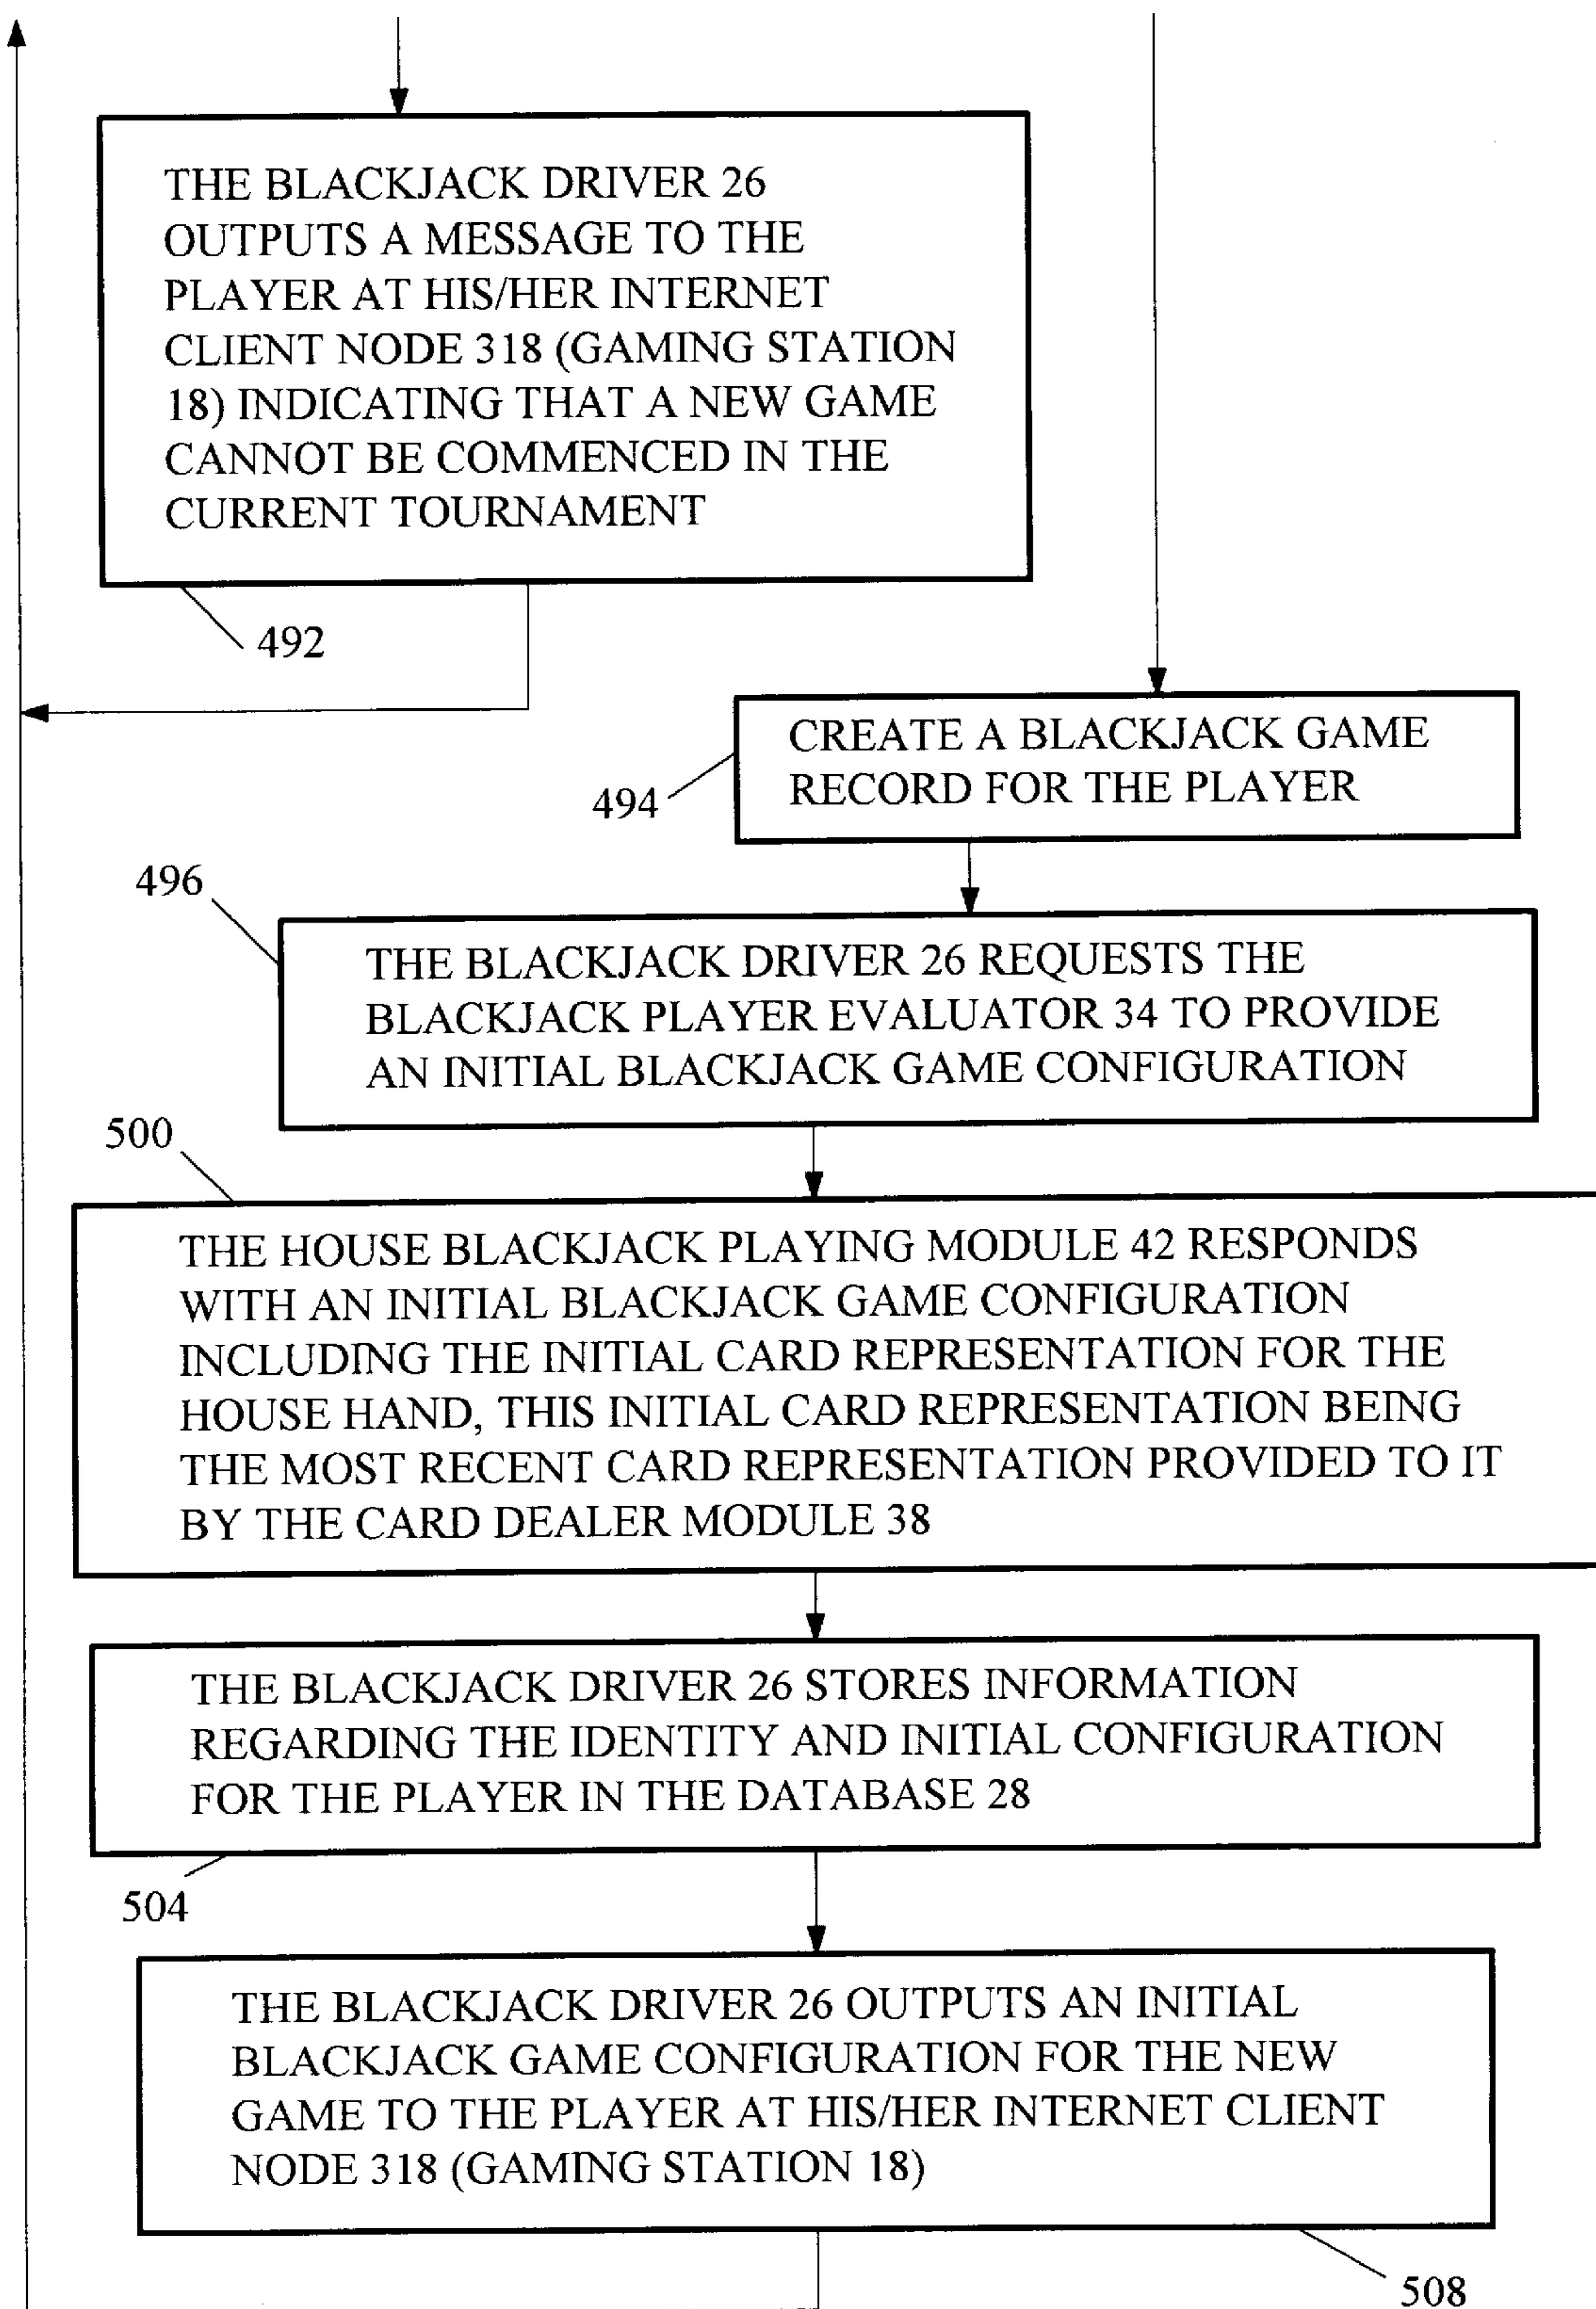 THE BLACKJACK DRIVER 26
OUTPUTS A MESSAGE TO THE
PLAYER AT HIS/HER INTERNET
CLIENT NODE 318 (GAMING STATION
18) INDICATING THAT A NEW GAME
CANNOT BE COMMENCED IN THE
CURRENT TOURNAMENT
492
CREATE A BLACKJACK GAME
RECORD FOR THE PLAYER
494
496
THE BLACKJACK DRIVER 26 REQUESTS THE
BLACKJACK PLAYER EVALUATOR 34 TO PROVIDE
AN INITIAL BLACKJACK GAME CONFIGURATION
500
THE HOUSE BLACKJACK PLAYING MODULE 42 RESPONDS
WITH AN INITIAL BLACKJACK GAME CONFIGURATION
INCLUDING THE INITIAL CARD REPRESENTATION FOR THE
HOUSE HAND, THIS INITIAL CARD REPRESENTATION BEING
THE MOST RECENT CARD REPRESENTATION PROVIDED TO IT
BY THE CARD DEALER MODULE 38
THE BLACKJACK DRIVER 26 STORES INFORMATION
REGARDING THE IDENTITY AND INITIAL CONFIGURATION
FOR THE PLAYER IN THE DATABASE 28
504
THE BLACKJACK DRIVER 26 OUTPUTS AN INITIAL
BLACKJACK GAME CONFIGURATION FOR THE NEW
GAME TO THE PLAYER AT HIS/HER INTERNET CLIENT
NODE 318 (GAMING STATION 18)
508